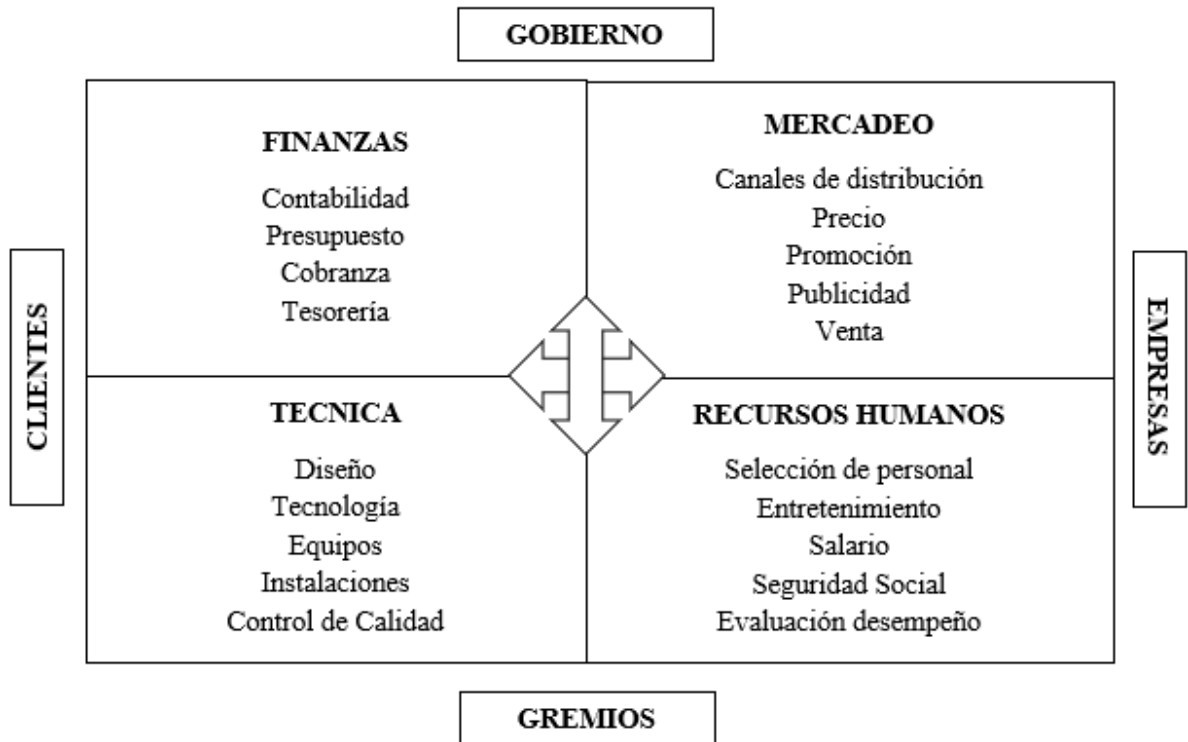 GOBIERNO
FINANZAS
Contabilidad
Presupuesto
Cobranza
Tesorería
MERCADEO
Canales de distribución
Precio
Promoción
Publicidad
Venta
CLIENTES
EMPRESAS
TECNICA
Diseño
Tecnología
Equipos
Instalaciones
Control de Calidad
RECURSOS HUMANOS
Selección de personal
Entretenimiento
Salario
Seguridad Social
Evaluación desempeño
GREMIOS